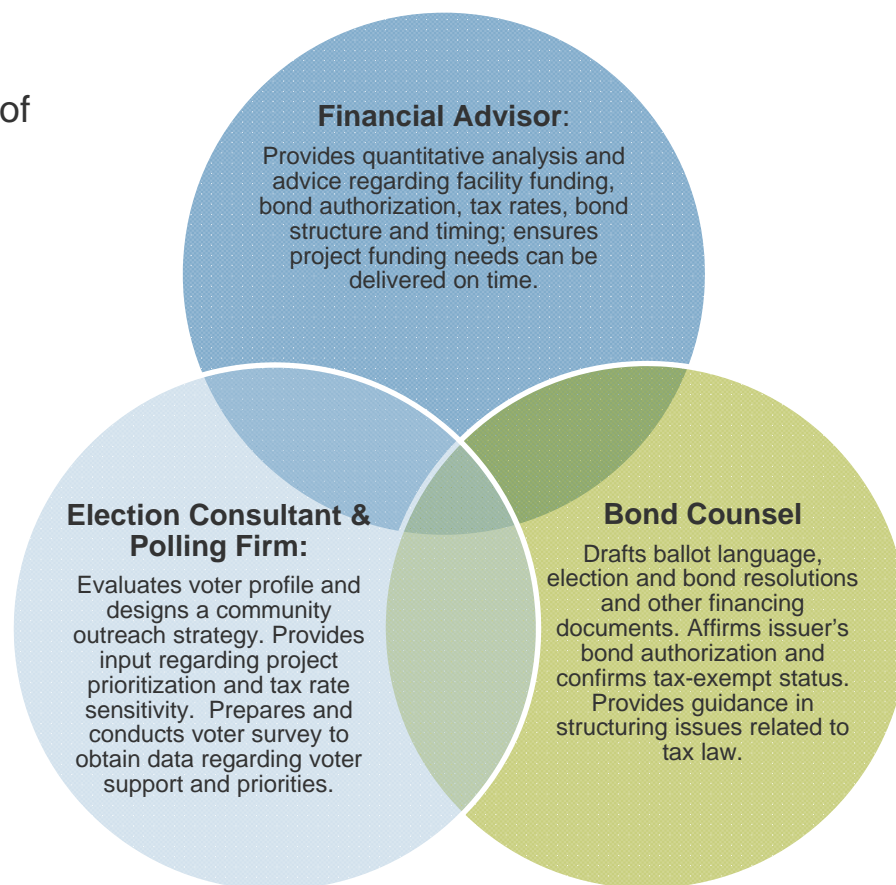 of
Financial Advisor:
Provides quantitative analysis and
advice regarding facility funding,
bond authorization, tax rates, bond
structure and timing; ensures
project funding needs can be
delivered on time.
Election Consultant &
Polling Firm:
Evaluates voter profile and
designs a community
outreach strategy. Provides
input regarding project
prioritization and tax rate
sensitivity.  Prepares and
conducts voter survey to
obtain data regarding voter
support and priorities.
Bond Counsel
Drafts ballot language,
election and bond resolutions
and other financing
documents. Affirms issuer's
bond authorization and
confirms tax-exempt status.
Provides guidance in
structuring issues related to
tax law.